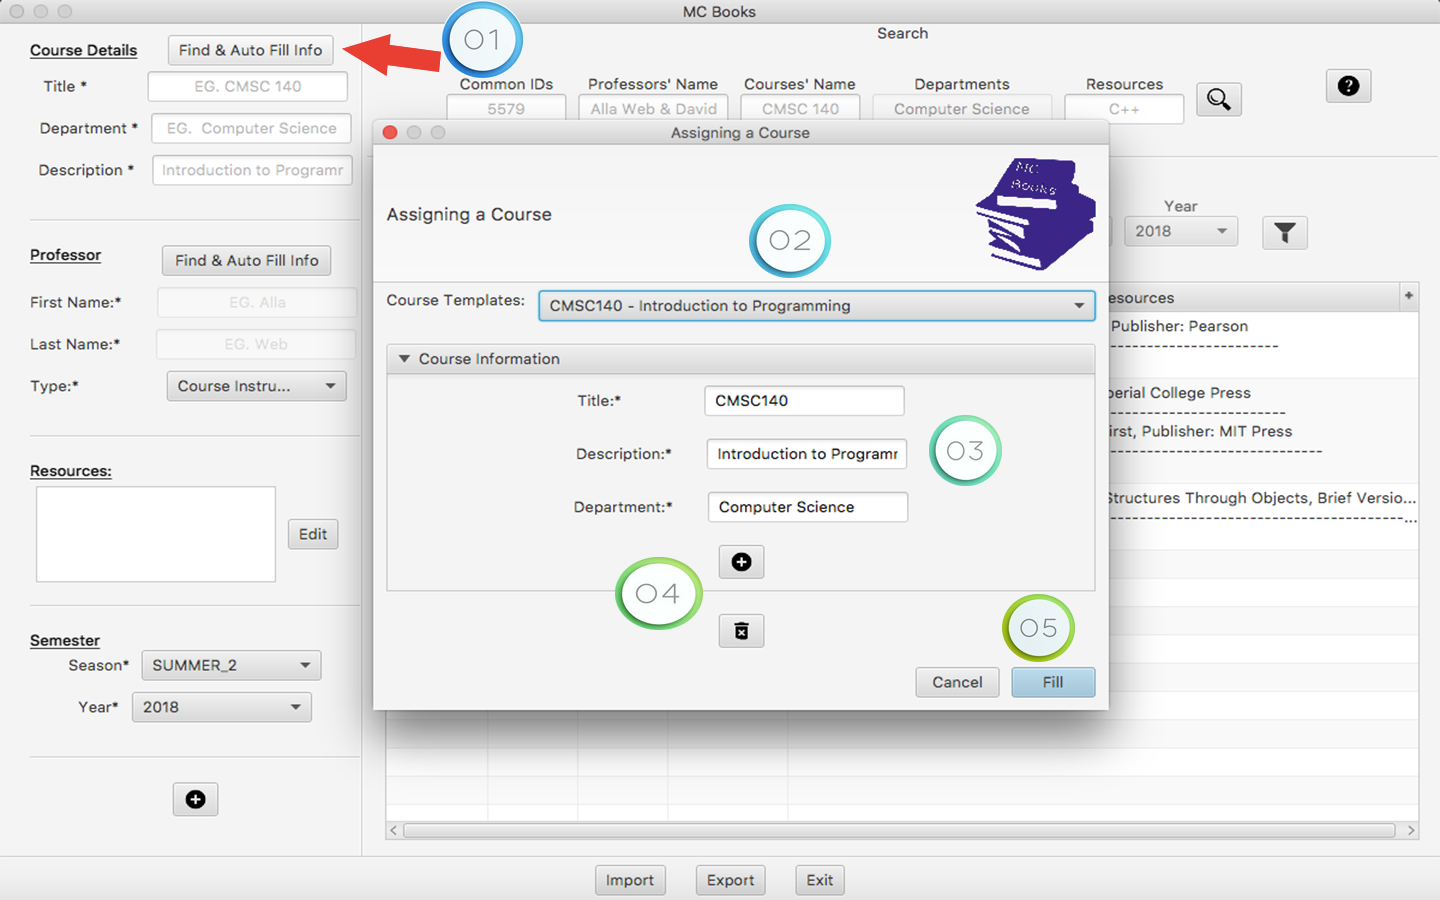 MC Books
Course Details
Find & Auto Fill Info
01
Title *
EG. CMSC 140
Department *
EG. Computer Science
Description *
Introduction to Programr
Professor
Find & Auto Fill Info
First Name:*
EG. Alla
Last Name:*
EG. Web
Type:*
Course Instru...
Resources:
Edit
Semester
Season*
SUMMER_2
Year*
2018
Search
Common IDs
Professors' Name
Courses' Name
Departments
Resources
5579
Alla Web & David
CMSC 140
Computer Science
C++
?
Year
2018
esources
+
Publisher: Pearson
------------------------
perial College Press
-------------------------
irst, Publisher: MIT Press
-----------------------------
Structures Through Objects, Brief Versio...
----------------------------------------...
Assigning a Course
MC
Books
Assigning a Course
02
Course Templates:
CMSC140 - Introduction to Programming
Course Information
Title:*
CMSC140
Description:*
Introduction to Programr
03
Department:*
Computer Science
04
05
Cancel
Fill
Import
Export
Exit